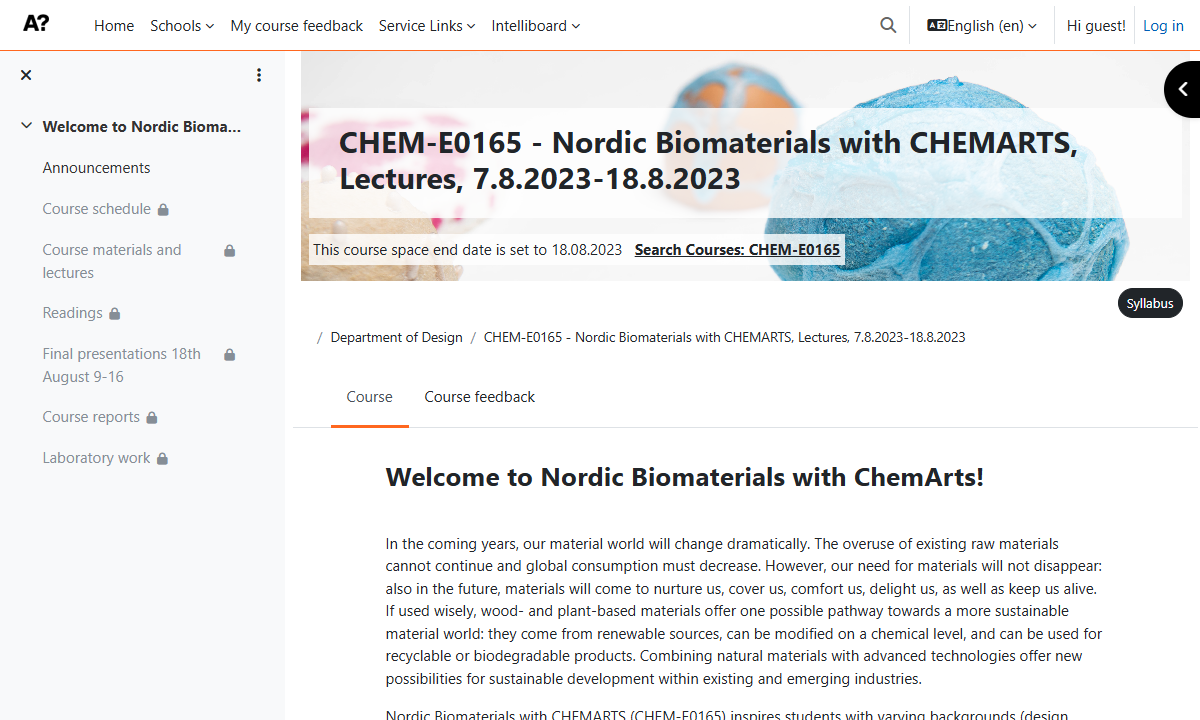 A?
Home
Schools
My course feedback
Service Links
Intelliboard
English (en)
Hi guest!
Log in
Welcome to Nordic Bioma...
Announcements
Course schedule
Course materials and
lectures
Readings
Final presentations 18th
August 9-16
Course reports
Laboratory work
CHEM-E0165 - Nordic Biomaterials with CHEMARTS,
Lectures, 7.8.2023-18.8.2023
This course space end date is set to 18.08.2023 Search Courses: CHEM-E0165
Syllabus
/ Department of Design / CHEM-E0165 - Nordic Biomaterials with CHEMARTS, Lectures, 7.8.2023-18.8.2023
Course
Course feedback
Welcome to Nordic Biomaterials with ChemArts!
In the coming years, our material world will change dramatically. The overuse of existing raw materials
cannot continue and global consumption must decrease. However, our need for materials will not disappear:
also in the future, materials will come to nurture us, cover us, comfort us, delight us, as well as keep us alive.
If used wisely, wood- and plant-based materials offer one possible pathway towards a more sustainable
material world: they come from renewable sources, can be modified on a chemical level, and can be used for
recyclable or biodegradable products. Combining natural materials with advanced technologies offer new
possibilities for sustainable development within existing and emerging industries.
Nordic Biomaterials with CHEMARTS (CHEM-E0165) inspires students with varying backgrounds (design,